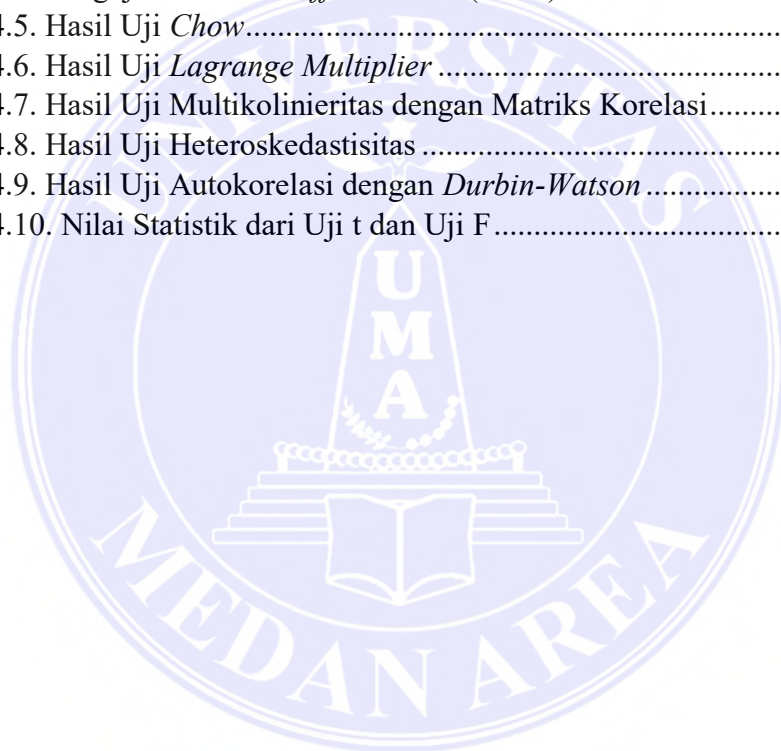 4.5. Hasil Uji Chow
4.6. Hasil Uji Lagrange Multiplier
4.7. Hasil Uji Multikolinieritas dengan Matriks Korelasi
4.8. Hasil Uji Heteroskedastisitas
4.9. Hasil Uji Autokorelasi dengan Durbin-Watson
4.10. Nilai Statistik dari Uji t dan Uji F
UNIVERSITAS
UMA
MEDAN AREA